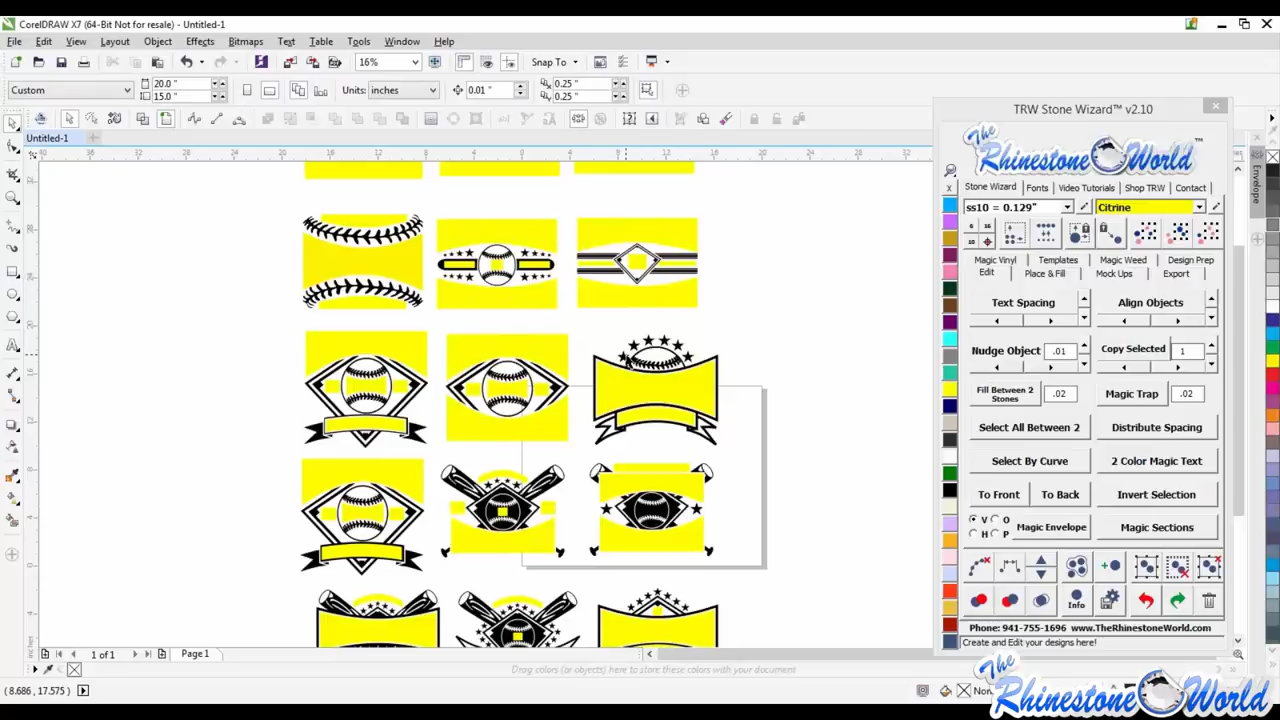 CorelDRAW X7 (64-Bit Not for resale) - Untitled-1
File Edit View Layout Object Effects Bitmaps Text Table Tools Window Help
16% Snap To
Custom 20.0 " 15.0 " Units: inches 0.01 " 0.25 " 0.25 "
Untitled-1
TRW Stone Wizard™ v2.10
The Rhinestone World ™
Stone Wizard Fonts Video Tutorials Shop TRW Contact
ss10 = 0.129" Citrine
6 16
10
Magic Vinyl Templates Magic Weed Design Prep
Edit Place & Fill Mock Ups Export
Text Spacing Align Objects
Nudge Object .01 Copy Selected 1
Fill Between 2 Stones .02 Magic Trap .02
Select All Between 2 Distribute Spacing
Select By Curve 2 Color Magic Text
To Front To Back Invert Selection
V O H P Magic Envelope Magic Sections
Info
Phone: 941-755-1696 www.TheRhinestoneWorld.com
Create and Edit your designs here!
Envelope
1 of 1 Page 1
Drag colors (or objects) here to store these colors with your document
(8.686, 17.575)
The Rhinestone World